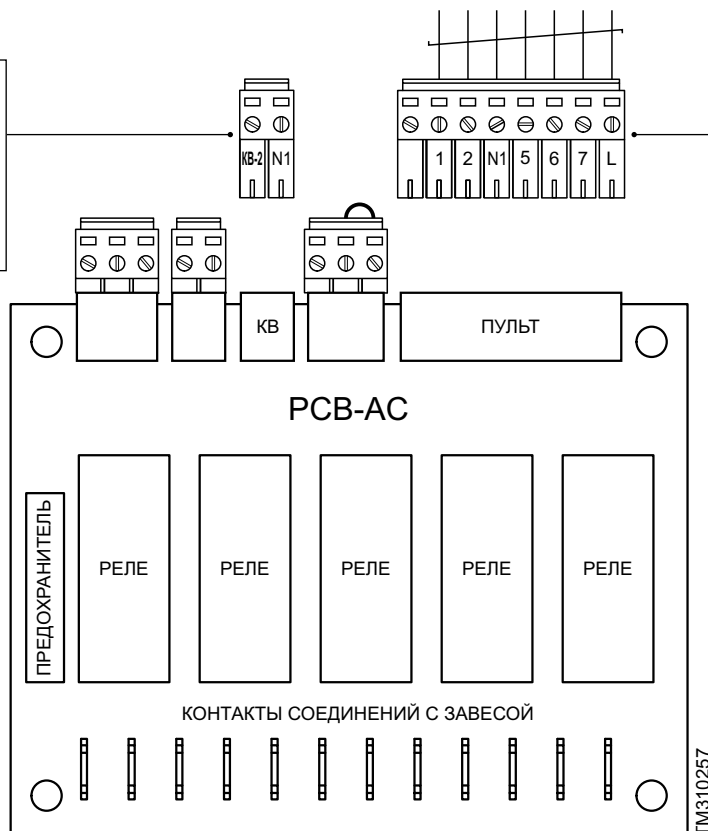 КВ-2 N1
1 2 N1 5 6 7 L
КВ
ПУЛЬТ
PCB-AC
ПРЕДОХРАНИТЕЛЬ
РЕЛЕ РЕЛЕ РЕЛЕ РЕЛЕ РЕЛЕ
КОНТАКТЫ СОЕДИНЕНИЙ С ЗАВЕСОЙ
TM310257